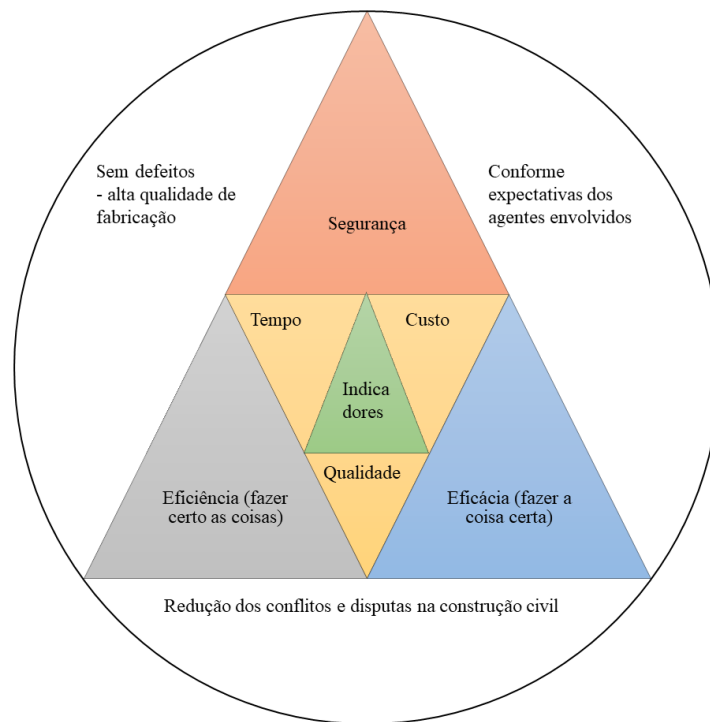 Sem defeitos
- alta qualidade de
fabricação
Conforme
expectativas dos
agentes envolvidos
Segurança
Tempo
Custo
Indica
dores
Qualidade
Eficiência (fazer
certo as coisas)
Eficácia (fazer a
coisa certa)
Redução dos conflitos e disputas na construção civil